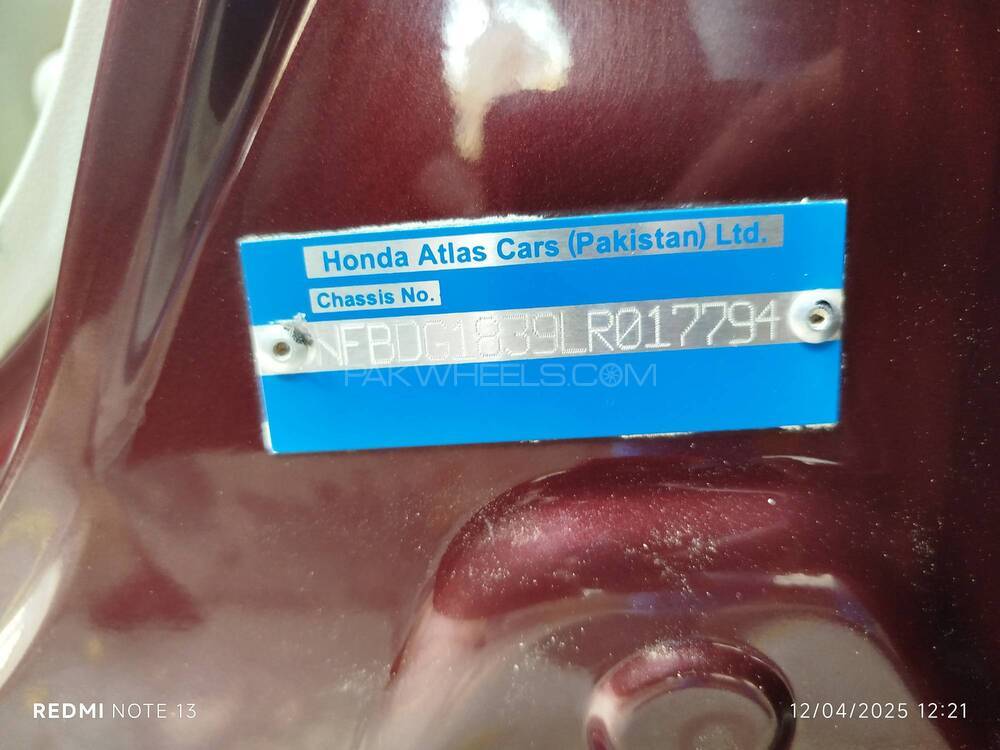 Honda Atlas Cars (Pakistan) Ltd.
Chassis No.
NFBDG1839LR017794
PAKWHEELS.COM
REDMI NOTE 13
12/04/2025 12:21